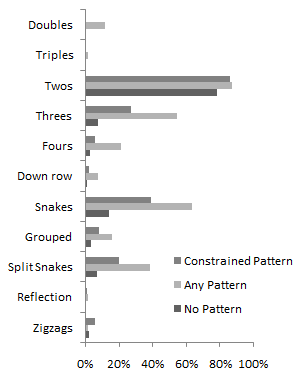 Doubles
Triples
Twos
Threes
Fours
Down row
Snakes
Grouped
Split Snakes
Reflection
Zigzags
Constrained Pattern
Any Pattern
No Pattern
0% 20% 40% 60% 80% 100%